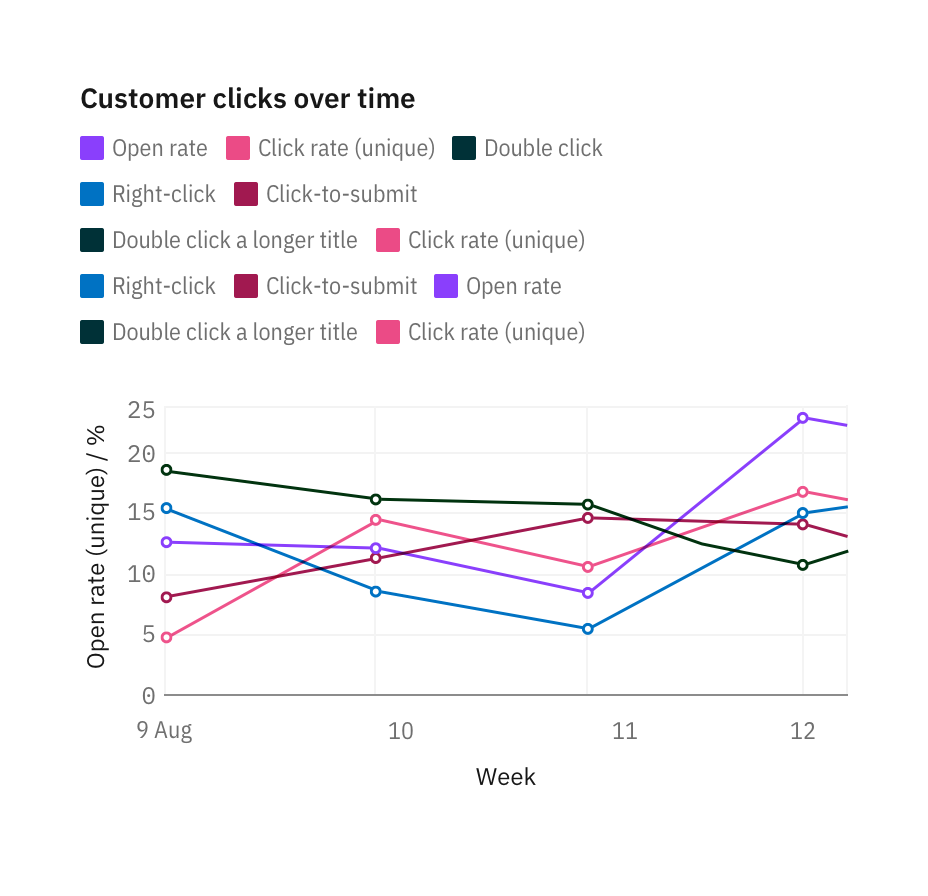 Customer clicks over time
Open rate Click rate (unique) Double click
Right-click Click-to-submit
Double click a longer title Click rate (unique)
Right-click Click-to-submit Open rate
Double click a longer title Click rate (unique)
Open rate (unique) / %
25
20
15
10
5
0
9 Aug 10 11 12
Week